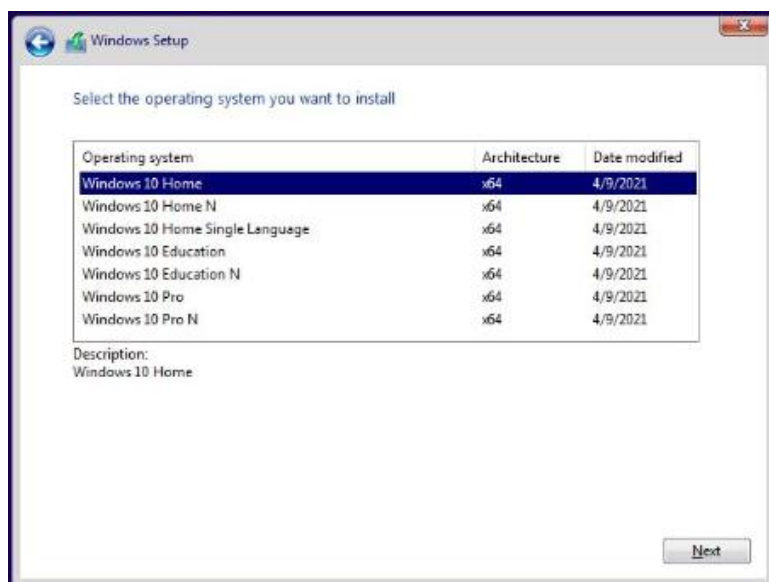 Windows Setup
Select the operating system you want to install
Operating system Architecture Date modified
Windows 10 Home x64 4/9/2021
Windows 10 Home N x64 4/9/2021
Windows 10 Home Single Language x64 4/9/2021
Windows 10 Education x64 4/9/2021
Windows 10 Education N x64 4/9/2021
Windows 10 Pro x64 4/9/2021
Windows 10 Pro N x64 4/9/2021
Description:
Windows 10 Home
Next